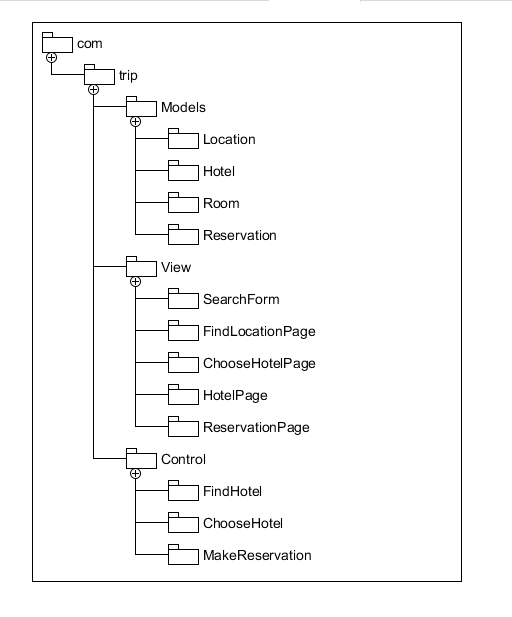 com
trip
Models
Location
Hotel
Room
Reservation
View
SearchForm
FindLocationPage
ChooseHotelPage
HotelPage
ReservationPage
Control
FindHotel
ChooseHotel
MakeReservation